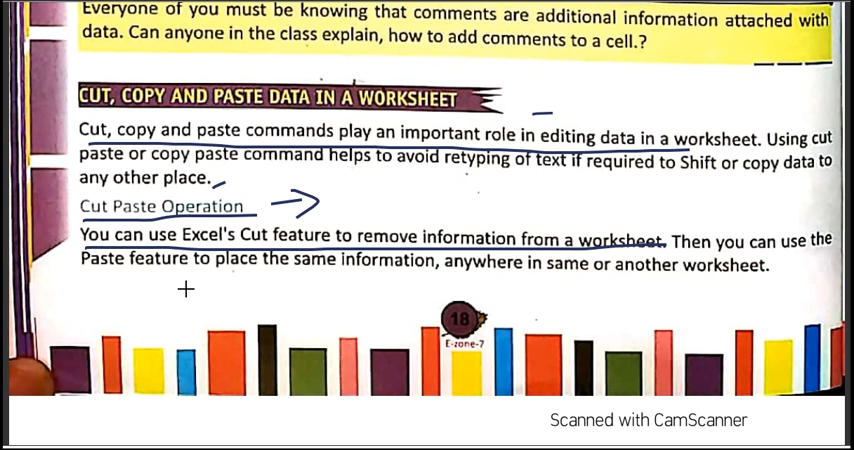 Everyone of you must be knowing that comments are additional information attached with
data. Can anyone in the class explain, how to add comments to a cell.?
CUT, COPY AND PASTE DATA IN A WORKSHEET
Cut, copy and paste commands play an important role in editing data in a worksheet. Using cut
paste or copy paste command helps to avoid retyping of text if required to Shift or copy data to
any other place.
Cut Paste Operation
You can use Excel's Cut feature to remove information from a worksheet. Then you can use the
Paste feature to place the same information, anywhere in same or another worksheet.
18
E-zone-7
Scanned with CamScanner